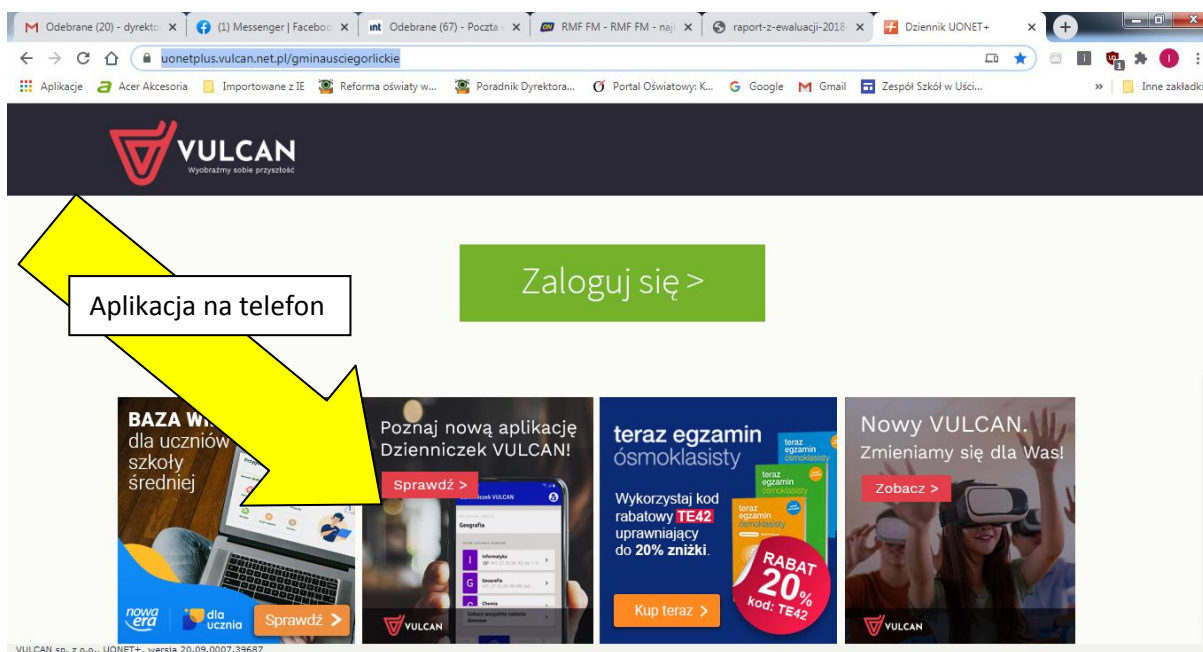 Odebrane (20) - dyrekto
(1) Messenger | Faceboo
Odebrane (67) - Poczta
RMF FM - RMF FM - naj
raport-z-ewaluacji-2018-
Dziennik UONET+
uonetplus.vulcan.net.pl/gminausciegorlickie
Aplikacje
Acer Akcesoria
Importowane z IE
Reforma oświaty w...
Poradnik Dyrektora...
Portal Oświatowy: K...
Google
Gmail
Zespół Szkół w Uści...
»
Inne zakładki
VULCAN
Wyobraźmy sobie przyszłość
Zaloguj się >
Aplikacja na telefon
BAZA
dla uczniów
szkoły
średniej
nowa
era
dla
ucznia
Sprawdź >
Poznaj nową aplikację
Dzienniczek VULCAN!
Sprawdź >
Geografia
Informatyka
Geografia
Chemia
VULCAN
teraz egzamin
ósmoklasisty
Wykorzystaj kod
rabatowy TE42
uprawniający
do 20% zniżki.
Kup teraz >
teraz
egzamin
ósmoklasisty
teraz
egzamin
RABAT
20%
kod: TE42
Nowy VULCAN.
Zmieniamy się dla Was!
Zobacz >
VULCAN
VULCAN sp. z o.o., UONET+, wersja 20.09.0007.39687